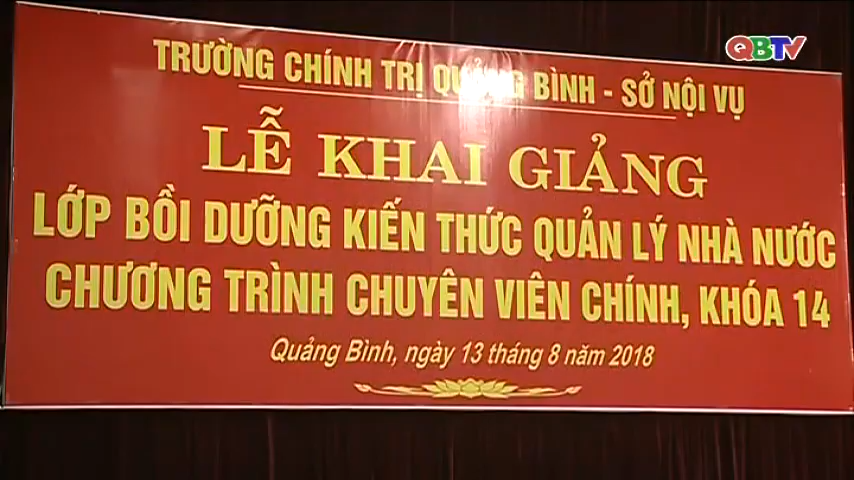 QBTV
TRƯỜNG CHÍNH TRỊ QUẢNG BÌNH - SỞ NỘI VỤ
LỄ KHAI GIẢNG
LỚP BỒI DƯỠNG KIẾN THỨC QUẢN LÝ NHÀ NƯỚC
CHƯƠNG TRÌNH CHUYÊN VIÊN CHÍNH, KHÓA 14
Quảng Bình, ngày 13 tháng 8 năm 2018